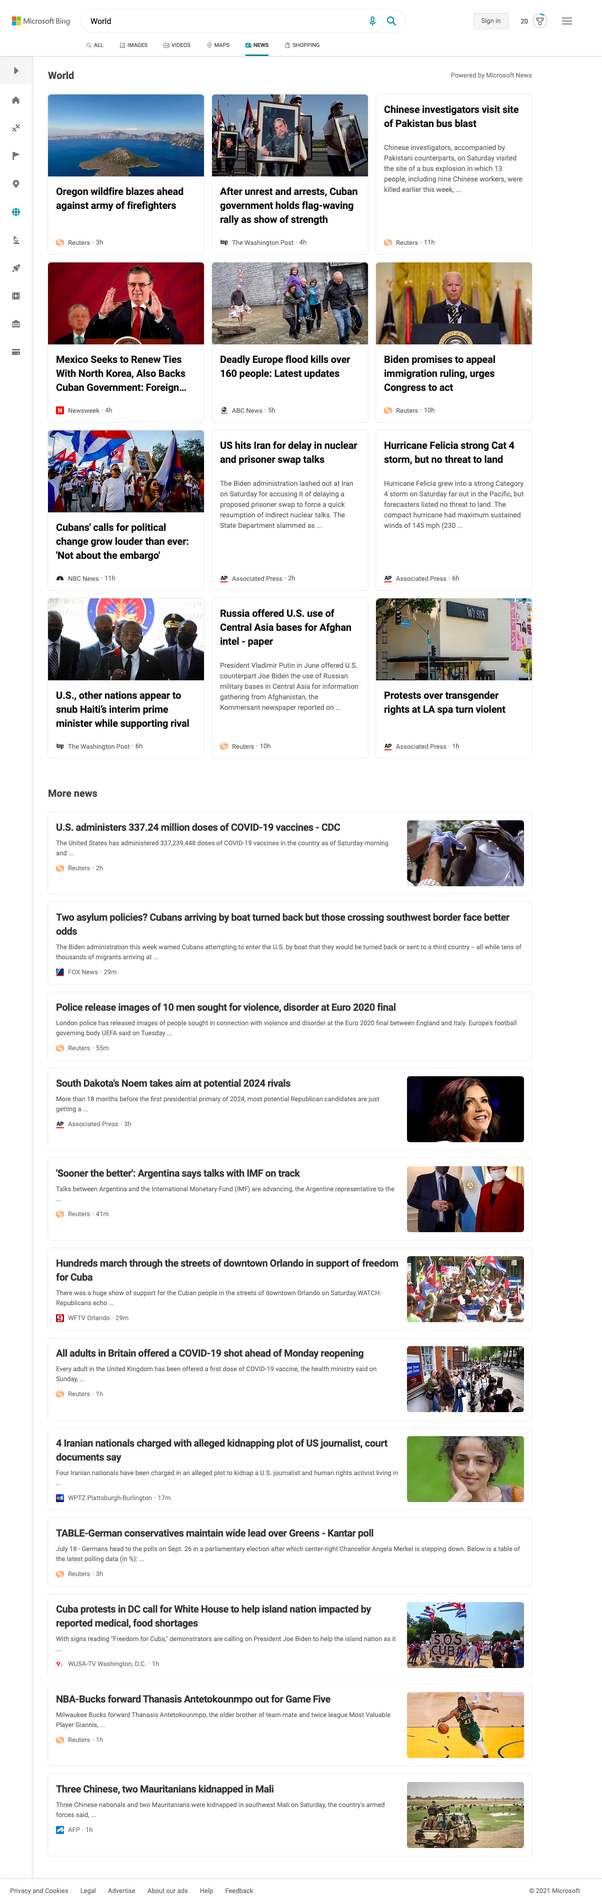 Microsoft Bing
World
Sign in
20
ALL
IMAGES
VIDEOS
MAPS
NEWS
SHOPPING
World
Powered by Microsoft News
Oregon wildfire blazes ahead
against army of firefighters
Reuters · 3h
After unrest and arrests, Cuban
government holds flag-waving
rally as show of strength
wp The Washington Post · 4h
Chinese investigators visit site
of Pakistan bus blast
Chinese investigators, accompanied by
Pakistani counterparts, on Saturday visited
the site of a bus explosion in which 13
people, including nine Chinese workers, were
killed earlier this week, ...
Reuters · 11h
Mexico Seeks to Renew Ties
With North Korea, Also Backs
Cuban Government: Foreign...
N Newsweek · 4h
Deadly Europe flood kills over
160 people: Latest updates
ABC News · 5h
Biden promises to appeal
immigration ruling, urges
Congress to act
Reuters · 10h
Cubans' calls for political
change grow louder than ever:
'Not about the embargo'
NBC News · 11h
US hits Iran for delay in nuclear
and prisoner swap talks
The Biden administration lashed out at Iran
on Saturday for accusing it of delaying a
proposed prisoner swap to force a quick
resumption of indirect nuclear talks. The
State Department slammed as ...
AP Associated Press · 2h
Hurricane Felicia strong Cat 4
storm, but no threat to land
Hurricane Felicia grew into a strong Category
4 storm on Saturday far out in the Pacific, but
forecasters listed no threat to land. The
compact hurricane had maximum sustained
winds of 145 mph (230 ...
AP Associated Press · 6h
U.S., other nations appear to
snub Haiti's interim prime
minister while supporting rival
wp The Washington Post · 6h
Russia offered U.S. use of
Central Asia bases for Afghan
intel - paper
President Vladimir Putin in June offered U.S.
counterpart Joe Biden the use of Russian
military bases in Central Asia for information
gathering from Afghanistan, the
Kommersant newspaper reported on ...
Reuters · 10h
WI SPA
Protests over transgender
rights at LA spa turn violent
AP Associated Press · 1h
More news
U.S. administers 337.24 million doses of COVID-19 vaccines - CDC
The United States has administered 337,239,448 doses of COVID-19 vaccines in the country as of Saturday morning
and ...
Reuters · 2h
Two asylum policies? Cubans arriving by boat turned back but those crossing southwest border face better
odds
The Biden administration this week warned Cubans attempting to enter the U.S. by boat that they would be turned back or sent to a third country – all while tens of
thousands of migrants arriving at ...
FOX News · 29m
Police release images of 10 men sought for violence, disorder at Euro 2020 final
London police has released images of people sought in connection with violence and disorder at the Euro 2020 final between England and Italy. Europe's football
governing body UEFA said on Tuesday ...
Reuters · 55m
South Dakota's Noem takes aim at potential 2024 rivals
More than 18 months before the first presidential primary of 2024, most potential Republican candidates are just
getting a ...
AP Associated Press · 3h
'Sooner the better': Argentina says talks with IMF on track
Talks between Argentina and the International Monetary Fund (IMF) are advancing, the Argentine representative to the
...
Reuters · 41m
Hundreds march through the streets of downtown Orlando in support of freedom
for Cuba
There was a huge show of support for the Cuban people in the streets of downtown Orlando on Saturday.WATCH:
Republicans echo ...
9 WFTV Orlando · 29m
All adults in Britain offered a COVID-19 shot ahead of Monday reopening
Every adult in the United Kingdom has been offered a first dose of COVID-19 vaccine, the health ministry said on
Sunday, ...
Reuters · 1h
4 Iranian nationals charged with alleged kidnapping plot of US journalist, court
documents say
Four Iranian nationals have been charged in an alleged plot to kidnap a U.S. journalist and human rights activist living in
...
WPTZ Plattsburgh-Burlington · 17m
TABLE-German conservatives maintain wide lead over Greens - Kantar poll
July 18 - Germans head to the polls on Sept. 26 in a parliamentary election after which center-right Chancellor Angela Merkel is stepping down. Below is a table of
the latest polling data (in %): ...
Reuters · 3h
Cuba protests in DC call for White House to help island nation impacted by
reported medical, food shortages
With signs reading "Freedom for Cuba," demonstrators are calling on President Joe Biden to help the island nation as it
...
WUSA-TV Washington, D.C. · 1h
S.O.S
CUBA
NBA-Bucks forward Thanasis Antetokounmpo out for Game Five
Milwaukee Bucks forward Thanasis Antetokounmpo, the older brother of team mate and twice league Most Valuable
Player Giannis, ...
Reuters · 1h
Three Chinese, two Mauritanians kidnapped in Mali
Three Chinese nationals and two Mauritanians were kidnapped in southwest Mali on Saturday, the country's armed
forces said, ...
AFP · 1h
Privacy and Cookies
Legal
Advertise
About our ads
Help
Feedback
© 2021 Microsoft